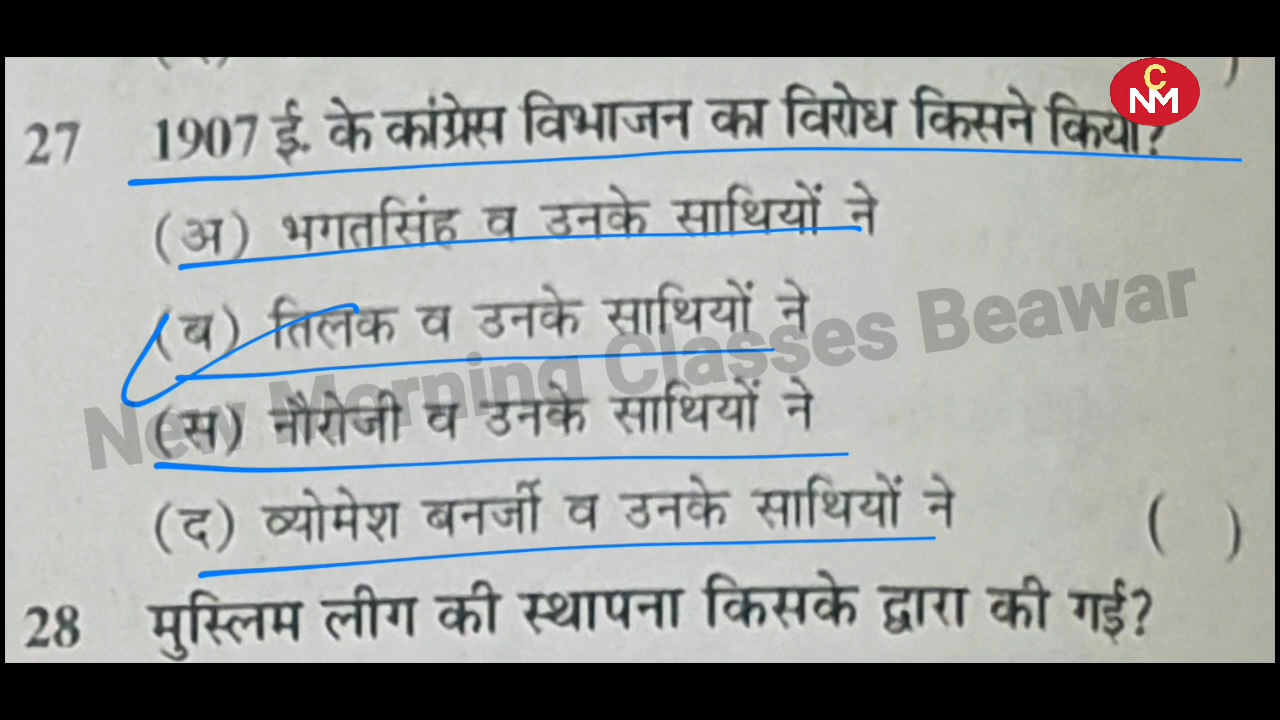 C
NM
27 1907 ई. के कांग्रेस विभाजन का विरोध किसने किया?
(अ) भगतसिंह व उनके साथियों ने
(ब) तिलक व उनके साथियों ने
New Morning Classes Beawar
(स) नौरोजी व उनके साथियों ने
(द) व्योमेश बनर्जी व उनके साथियों ने ( )
28 मुस्लिम लीग की स्थापना किसके द्वारा की गई?